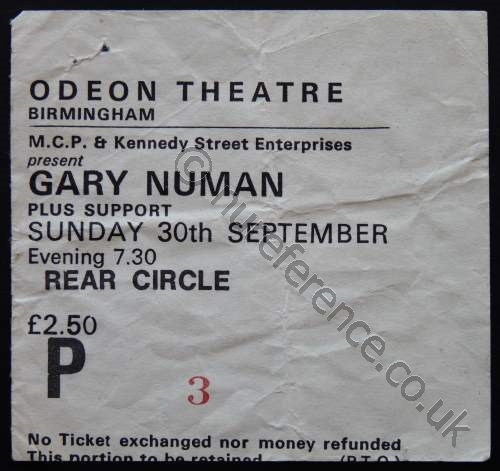 ODEON THEATRE
BIRMINGHAM
M.C.P. & Kennedy Street Enterprises
present
GARY NUMAN
PLUS SUPPORT
SUNDAY 30th SEPTEMBER
Evening 7.30
REAR CIRCLE
£2.50
P
3
No Ticket exchanged nor money refunded
This portion to be retained (P.T.O.)
© nureference.co.uk